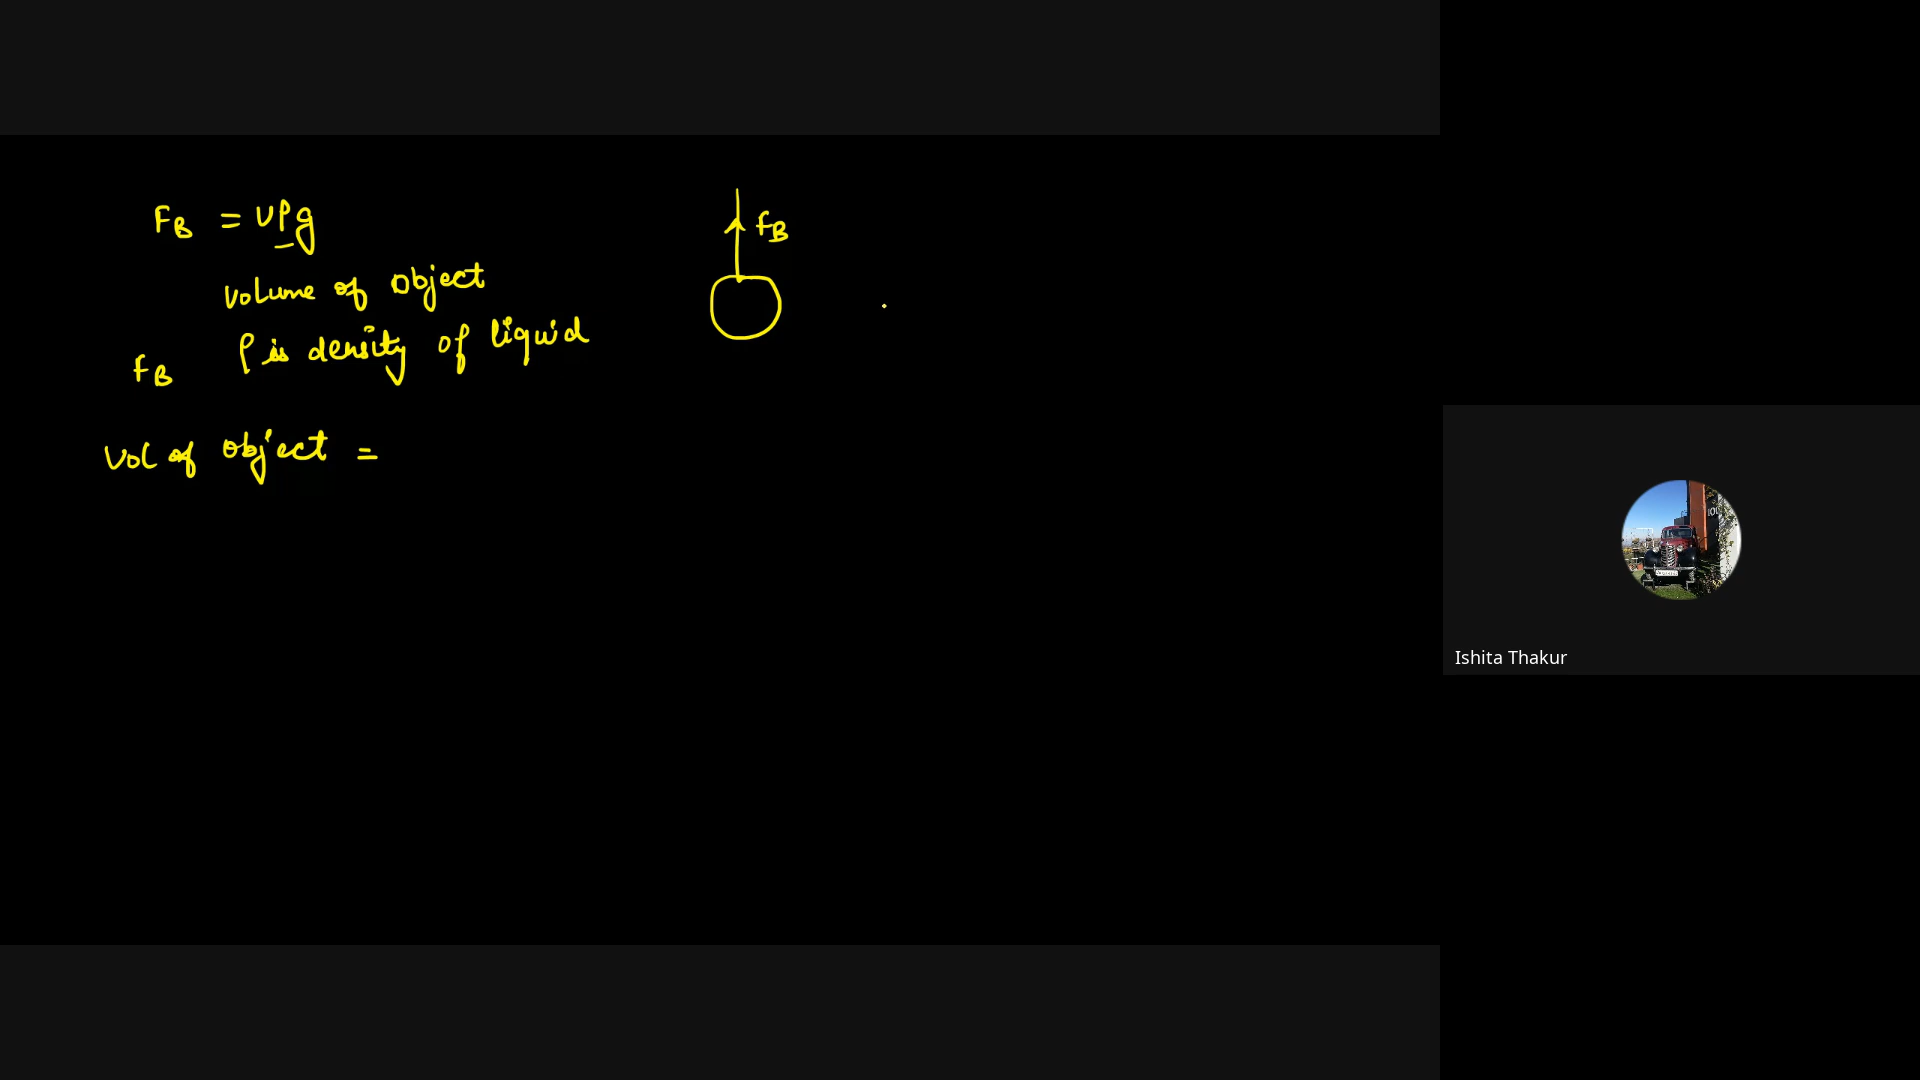 FB = Vρg
FB
volume of object
ρ is density of liquid
FB
vol of object =
Ishita Thakur